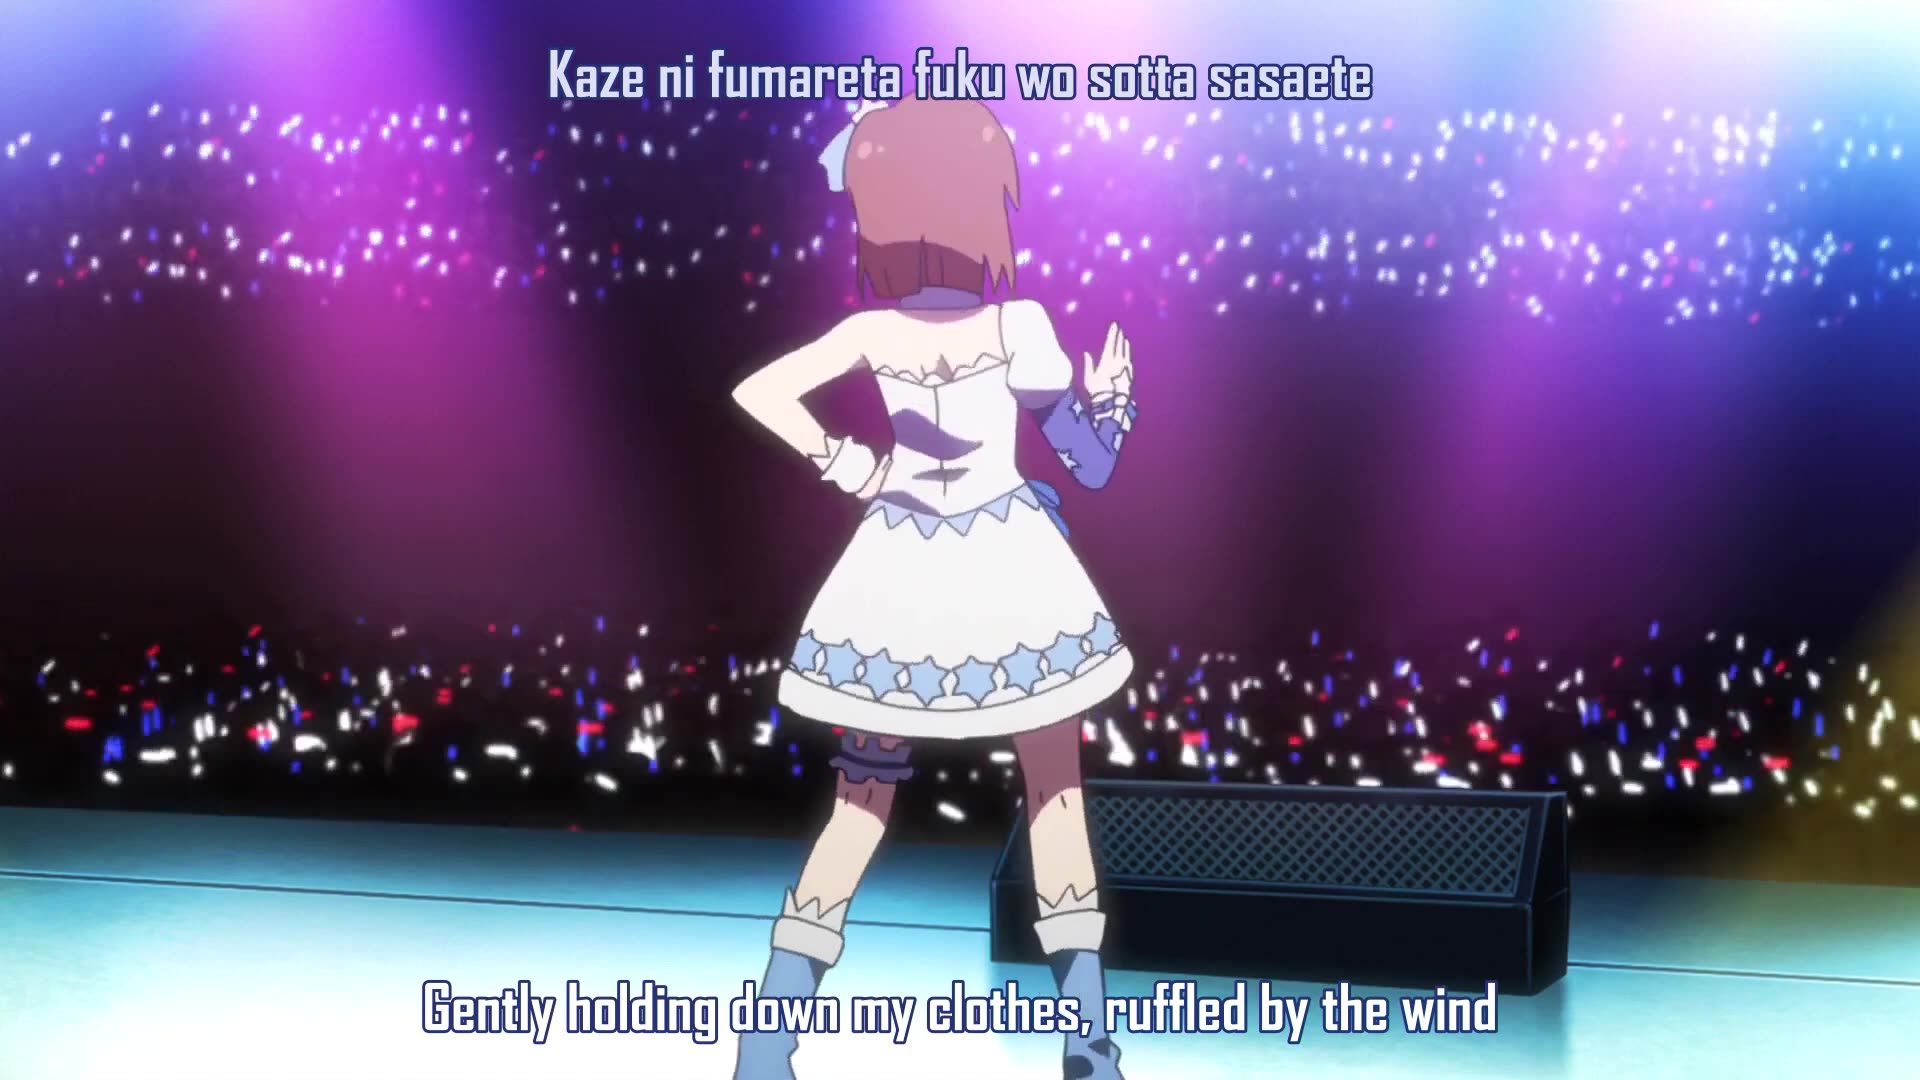 Kaze ni fumareta fuku wo sotta sasaete
Gently holding down my clothes, ruffled by the wind